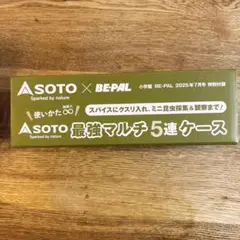 SOTO × BE-PAL 小学館 BE-PAL 2025年7月号 特別付録
Sparked by nature
使いかた スパイスにクスリ入れ、ミニ昆虫採集&観察まで!
SOTO 最強マルチ5連ケース
Sparked by nature